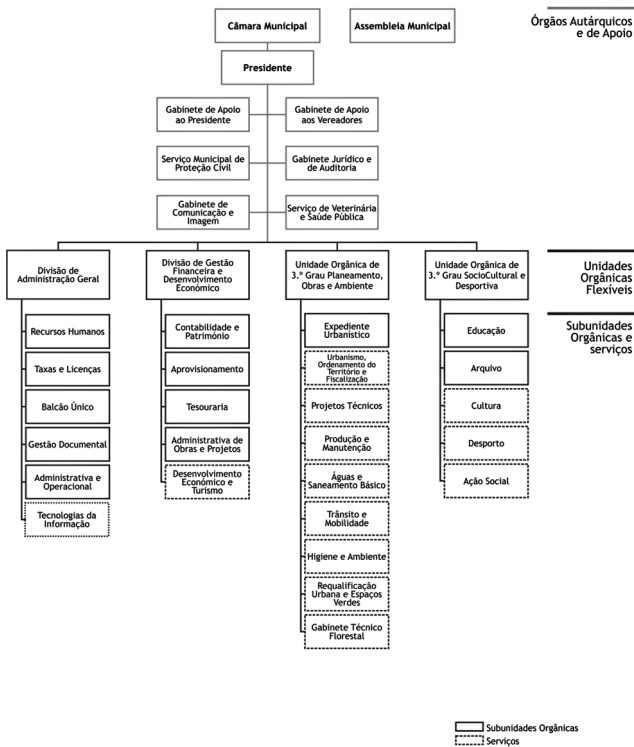 Câmara Municipal
Assembleia Municipal
Órgãos Autárquicos
e de Apoio
Presidente
Gabinete de Apoio
ao Presidente
Gabinete de Apoio
aos Vereadores
Serviço Municipal de
Proteção Civil
Gabinete Jurídico e
de Auditoria
Gabinete de
Comunicação e
Imagem
Serviço de Veterinária
e Saúde Pública
Divisão de
Administração Geral
Divisão de Gestão
Financeira e
Desenvolvimento
Económico
Unidade Orgânica de
3.º Grau Planeamento,
Obras e Ambiente
Unidade Orgânica de
3.º Grau SocioCultural e
Desportiva
Unidades
Orgânicas
Flexíveis
Subunidades
Orgânicas e
serviços
Recursos Humanos
Taxas e Licenças
Balcão Único
Gestão Documental
Administrativa e
Operacional
Tecnologias da
Informação
Contabilidade e
Património
Aprovisionamento
Tesouraria
Administrativa de
Obras e Projetos
Desenvolvimento
Económico e
Turismo
Expediente
Urbanístico
Urbanismo,
Ordenamento do
Território e
Fiscalização
Projetos Técnicos
Produção e
Manutenção
Águas e
Saneamento Básico
Trânsito e
Mobilidade
Higiene e Ambiente
Requalificação
Urbana e Espaços
Verdes
Gabinete Técnico
Florestal
Educação
Arquivo
Cultura
Desporto
Ação Social
Subunidades Orgânicas
Serviços